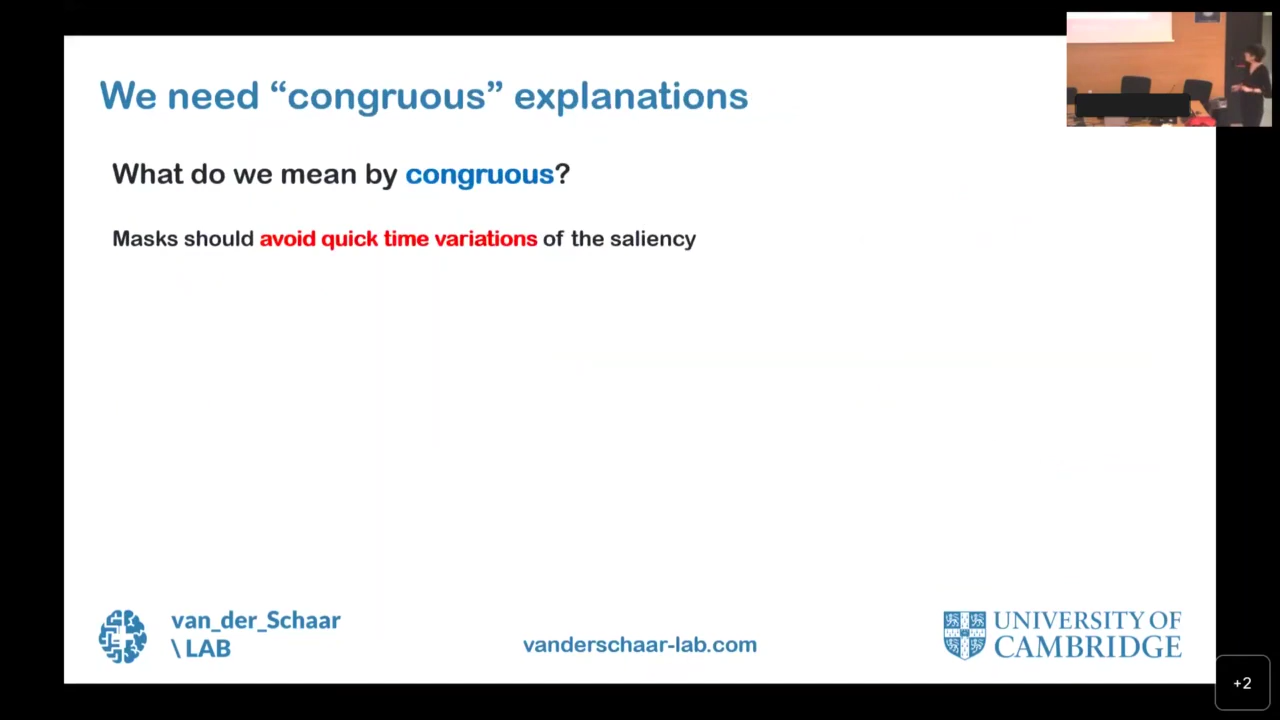 We need “congruous” explanations
What do we mean by congruous?
Masks should avoid quick time variations of the saliency
van_der_Schaar
\ LAB
vanderschaar-lab.com
UNIVERSITY OF
CAMBRIDGE
+2